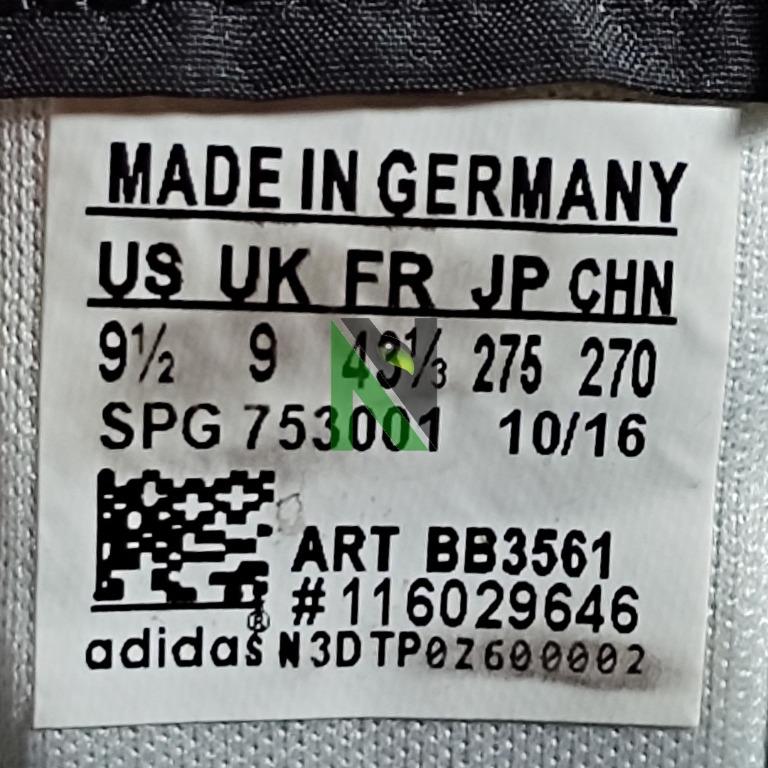 MADE IN GERMANY
US UK FR JP CHN
9½ 9 43⅓ 275 270
SPG 753001 10/16
ART BB3561
#116029646
adidas® N3DTP0Z600002